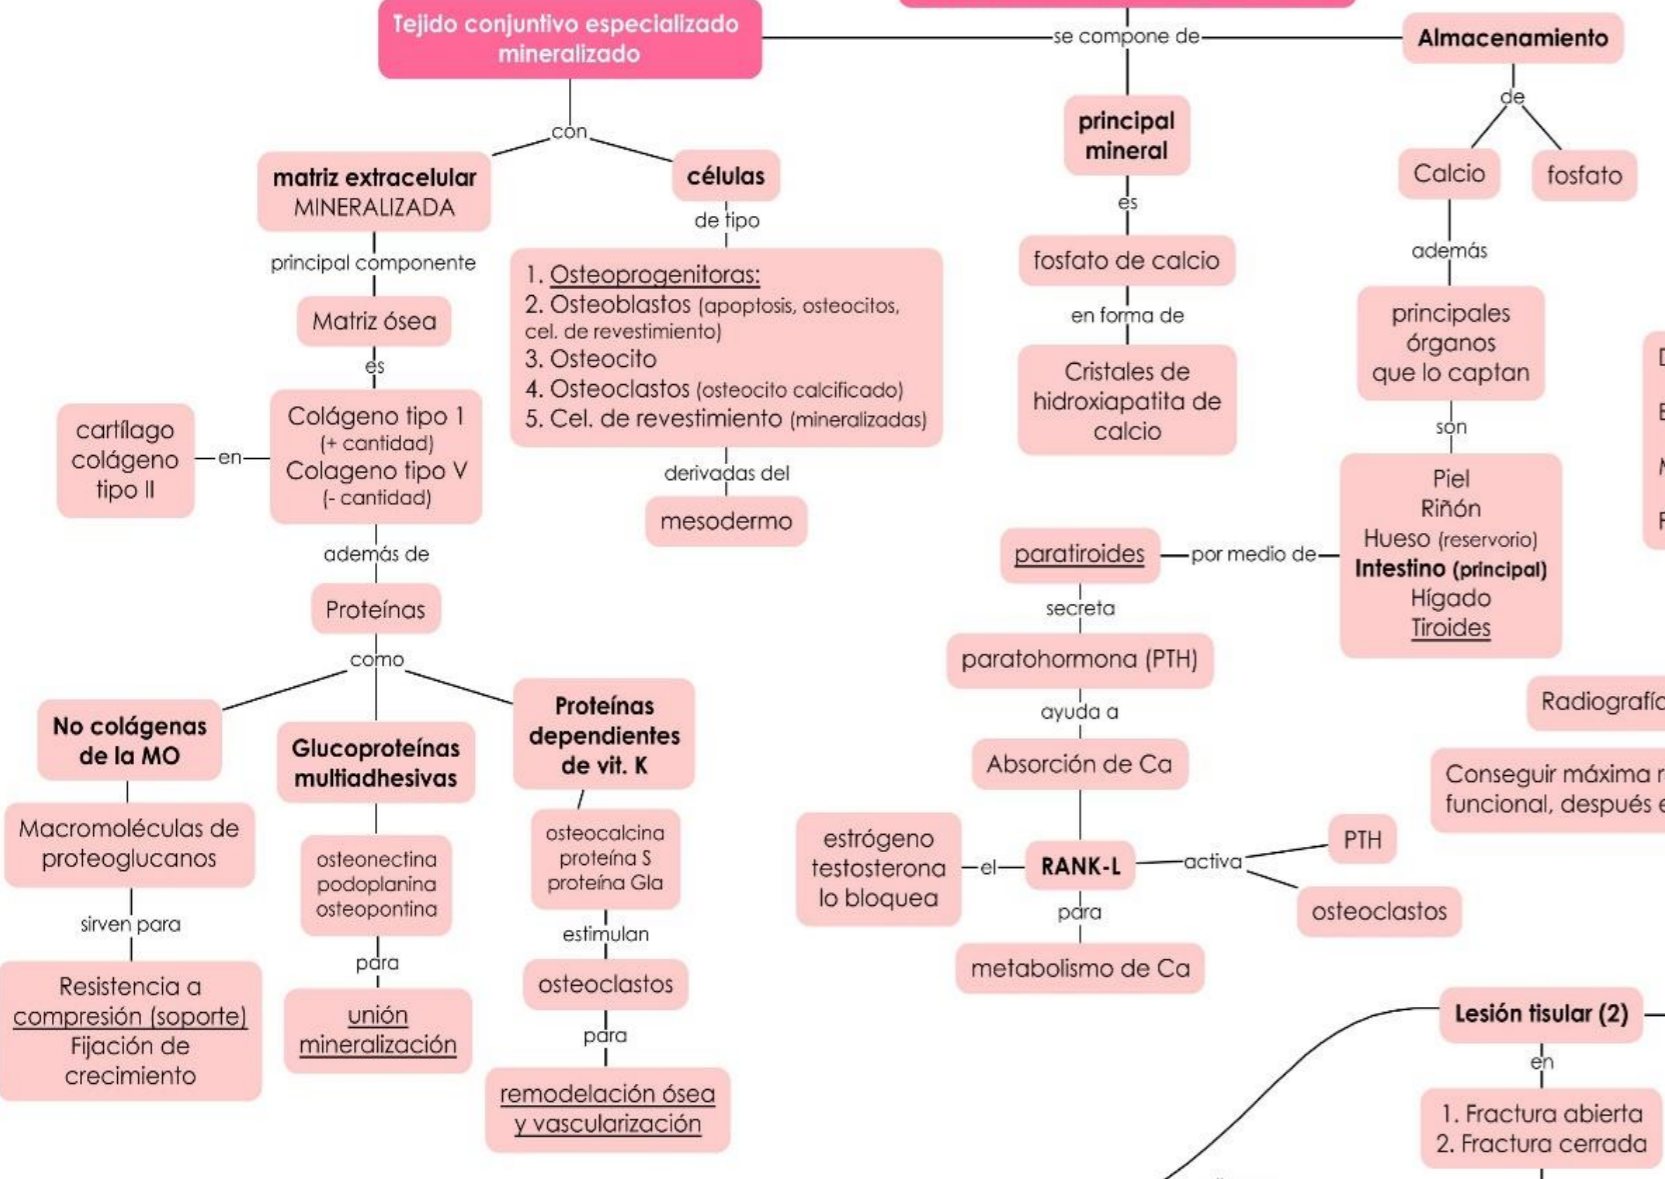 Tejido conjuntivo especializado
mineralizado
se compone de
Almacenamiento
con
de
principal
mineral
matriz extracelular
MINERALIZADA
células
Calcio
fosfato
de tipo
es
principal componente
además
1. Osteoprogenitoras:
2. Osteoblastos (apoptosis, osteocitos,
cel. de revestimiento)
3. Osteocito
4. Osteoclastos (osteocito calcificado)
5. Cel. de revestimiento (mineralizadas)
fosfato de calcio
en forma de
Cristales de
hidroxiapatita de
calcio
principales
órganos
que lo captan
son
Matriz ósea
es
cartílago
colágeno
tipo II
en
Colágeno tipo 1
(+ cantidad)
Colageno tipo V
(- cantidad)
derivadas del
mesodermo
Piel
Riñón
Hueso (reservorio)
Intestino (principal)
Hígado
Tiroides
por medio de
paratiroides
secreta
paratohormona (PTH)
ayuda a
Absorción de Ca
además de
Proteínas
como
No colágenas
de la MO
Glucoproteínas
multiadhesivas
Proteínas
dependientes
de vit. K
Radiografía
Conseguir máxima
funcional, después
Macromoléculas de
proteoglucanos
osteonectina
podoplanina
osteopontina
osteocalcina
proteína S
proteína Gla
estrógeno
testosterona
lo bloquea
el
RANK-L
activa
PTH
osteoclastos
para
metabolismo de Ca
sirven para
para
estimulan
Resistencia a
compresión (soporte)
Fijación de
crecimiento
unión
mineralización
osteoclastos
para
remodelación ósea
y vascularización
Lesión tisular (2)
en
1. Fractura abierta
2. Fractura cerrada